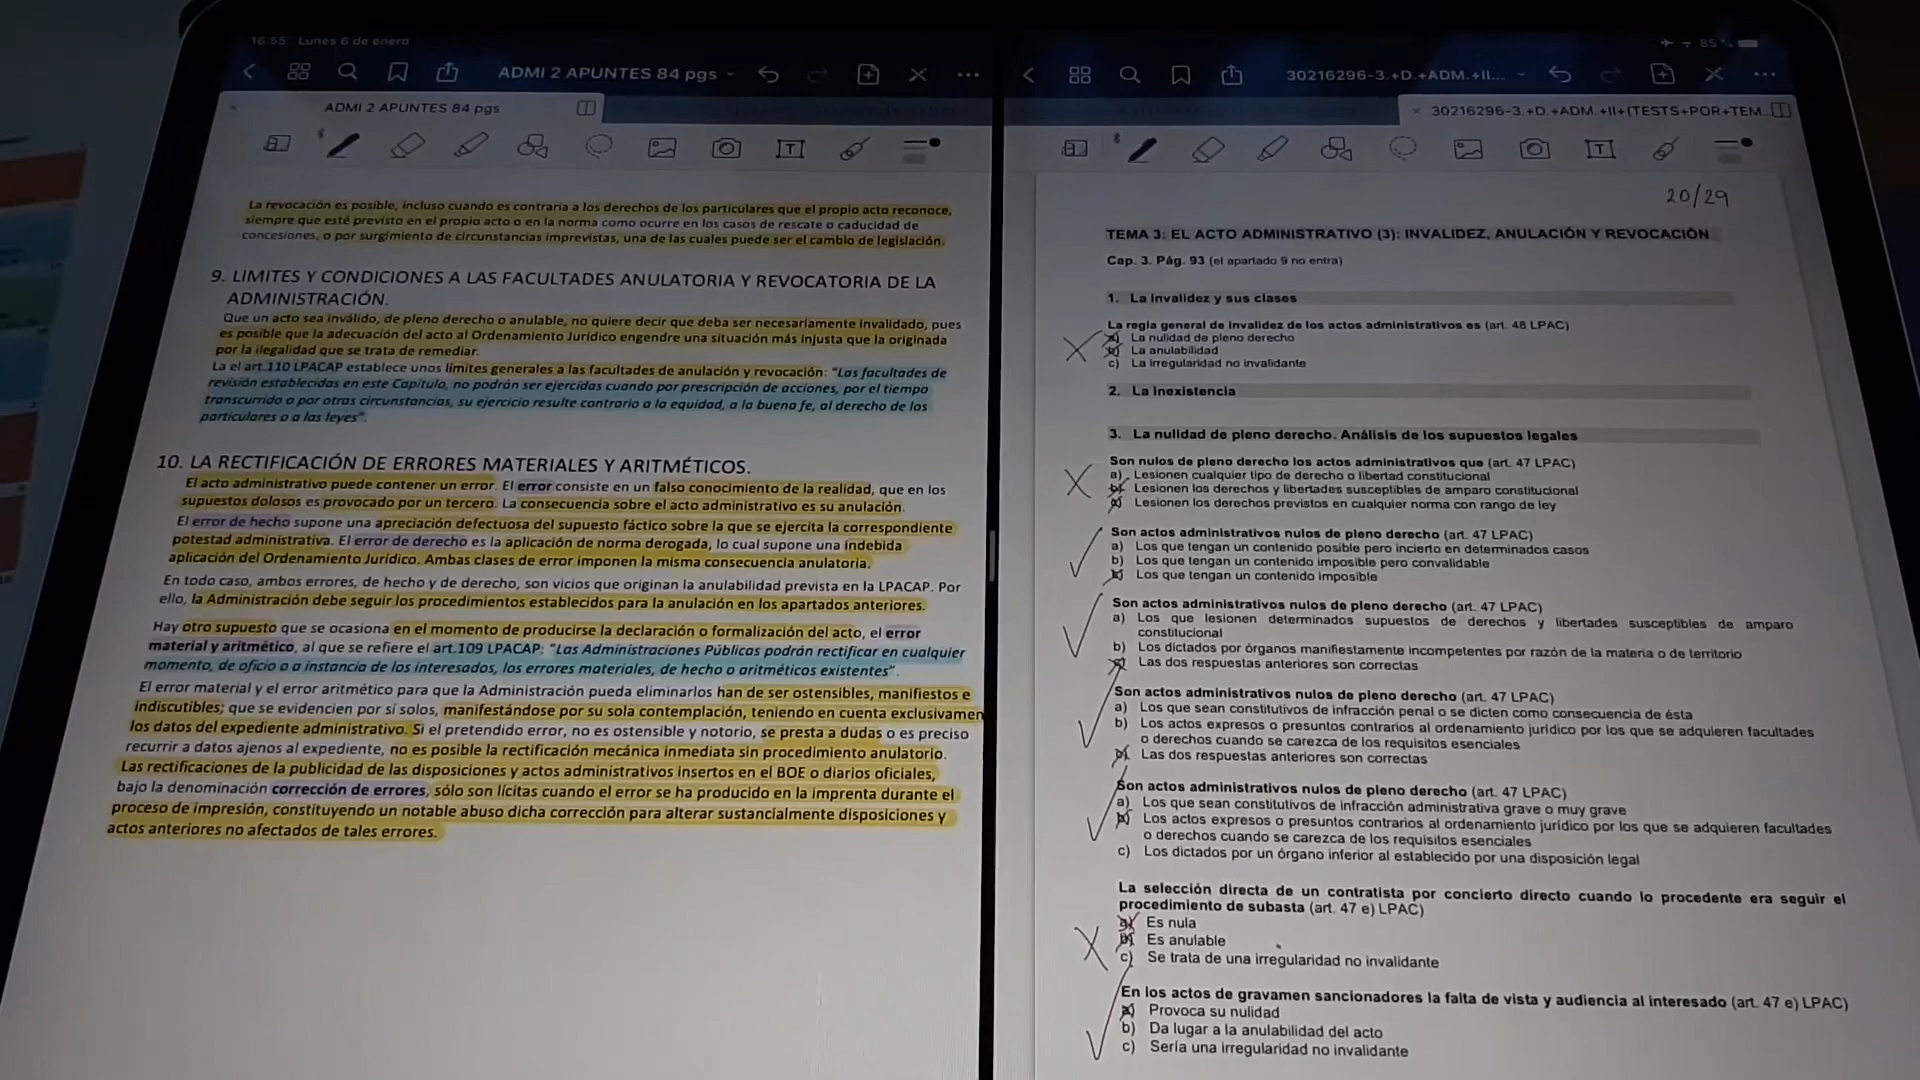 16:55 Lunes 6 de enero
85 %
ADMI 2 APUNTES 84 pgs
30216296-3.+D.+ADM.+II...
ADMI 2 APUNTES 84 pgs
30216296-3.+D.+ADM.+II+(TESTS+POR+TEM...
La revocación es posible, incluso cuando es contraria a los derechos de los particulares que el propio acto reconoce,
siempre que esté previsto en el propio acto o en la norma como ocurre en los casos de rescate o caducidad de
concesiones, o por surgimiento de circunstancias imprevistas, una de las cuales puede ser el cambio de legislación.
9. LIMITES Y CONDICIONES A LAS FACULTADES ANULATORIA Y REVOCATORIA DE LA
ADMINISTRACIÓN.
Que un acto sea inválido, de pleno derecho o anulable, no quiere decir que deba ser necesariamente invalidado, pues
es posible que la adecuación del acto al Ordenamiento Jurídico engendre una situación más injusta que la originada
por la ilegalidad que se trata de remediar.
La el art.110 LPACAP establece unos límites generales a las facultades de anulación y revocación: "Las facultades de
revisión establecidas en este Capítulo, no podrán ser ejercidas cuando por prescripción de acciones, por el tiempo
transcurrido o por otras circunstancias, su ejercicio resulte contrario a la equidad, a la buena fe, al derecho de los
particulares o a las leyes".
10. LA RECTIFICACIÓN DE ERRORES MATERIALES Y ARITMÉTICOS.
El acto administrativo puede contener un error. El error consiste en un falso conocimiento de la realidad, que en los
supuestos dolosos es provocado por un tercero. La consecuencia sobre el acto administrativo es su anulación.
El error de hecho supone una apreciación defectuosa del supuesto fáctico sobre la que se ejercita la correspondiente
potestad administrativa. El error de derecho es la aplicación de norma derogada, lo cual supone una indebida
aplicación del Ordenamiento Jurídico. Ambas clases de error imponen la misma consecuencia anulatoria.
En todo caso, ambos errores, de hecho y de derecho, son vicios que originan la anulabilidad prevista en la LPACAP. Por
ello, la Administración debe seguir los procedimientos establecidos para la anulación en los apartados anteriores.
Hay otro supuesto que se ocasiona en el momento de producirse la declaración o formalización del acto, el error
material y aritmético, al que se refiere el art.109 LPACAP: "Las Administraciones Públicas podrán rectificar en cualquier
momento, de oficio o a instancia de los interesados, los errores materiales, de hecho o aritméticos existentes".
El error material y el error aritmético para que la Administración pueda eliminarlos han de ser ostensibles, manifiestos e
indiscutibles; que se evidencien por sí solos, manifestándose por su sola contemplación, teniendo en cuenta exclusivamen
los datos del expediente administrativo. Si el pretendido error, no es ostensible y notorio, se presta a dudas o es preciso
recurrir a datos ajenos al expediente, no es posible la rectificación mecánica inmediata sin procedimiento anulatorio.
Las rectificaciones de la publicidad de las disposiciones y actos administrativos insertos en el BOE o diarios oficiales,
bajo la denominación corrección de errores, sólo son lícitas cuando el error se ha producido en la imprenta durante el
proceso de impresión, constituyendo un notable abuso dicha corrección para alterar sustancialmente disposiciones y
actos anteriores no afectados de tales errores.
20/29
TEMA 3: EL ACTO ADMINISTRATIVO (3): INVALIDEZ, ANULACIÓN Y REVOCACIÓN
Cap. 3. Pág. 93 (el apartado 9 no entra)
1. La invalidez y sus clases
La regla general de invalidez de los actos administrativos es (art. 48 LPAC)
a) La nulidad de pleno derecho
b) La anulabilidad
c) La irregularidad no invalidante
2. La inexistencia
3. La nulidad de pleno derecho. Análisis de los supuestos legales
Son nulos de pleno derecho los actos administrativos que (art. 47 LPAC)
a) Lesionen cualquier tipo de derecho o libertad constitucional
b) Lesionen los derechos y libertades susceptibles de amparo constitucional
c) Lesionen los derechos previstos en cualquier norma con rango de ley
Son actos administrativos nulos de pleno derecho (art. 47 LPAC)
a) Los que tengan un contenido posible pero incierto en determinados casos
b) Los que tengan un contenido imposible pero convalidable
c) Los que tengan un contenido imposible
Son actos administrativos nulos de pleno derecho (art. 47 LPAC)
a) Los que lesionen determinados supuestos de derechos y libertades susceptibles de amparo
constitucional
b) Los dictados por órganos manifiestamente incompetentes por razón de la materia o de territorio
c) Las dos respuestas anteriores son correctas
Son actos administrativos nulos de pleno derecho (art. 47 LPAC)
a) Los que sean constitutivos de infracción penal o se dicten como consecuencia de ésta
b) Los actos expresos o presuntos contrarios al ordenamiento jurídico por los que se adquieren facultades
o derechos cuando se carezca de los requisitos esenciales
c) Las dos respuestas anteriores son correctas
Son actos administrativos nulos de pleno derecho (art. 47 LPAC)
a) Los que sean constitutivos de infracción administrativa grave o muy grave
b) Los actos expresos o presuntos contrarios al ordenamiento jurídico por los que se adquieren facultades
o derechos cuando se carezca de los requisitos esenciales
c) Los dictados por un órgano inferior al establecido por una disposición legal
La selección directa de un contratista por concierto directo cuando lo procedente era seguir el
procedimiento de subasta (art. 47 e) LPAC)
a) Es nula
b) Es anulable
c) Se trata de una irregularidad no invalidante
En los actos de gravamen sancionadores la falta de vista y audiencia al interesado (art. 47 e) LPAC)
a) Provoca su nulidad
b) Da lugar a la anulabilidad del acto
c) Sería una irregularidad no invalidante